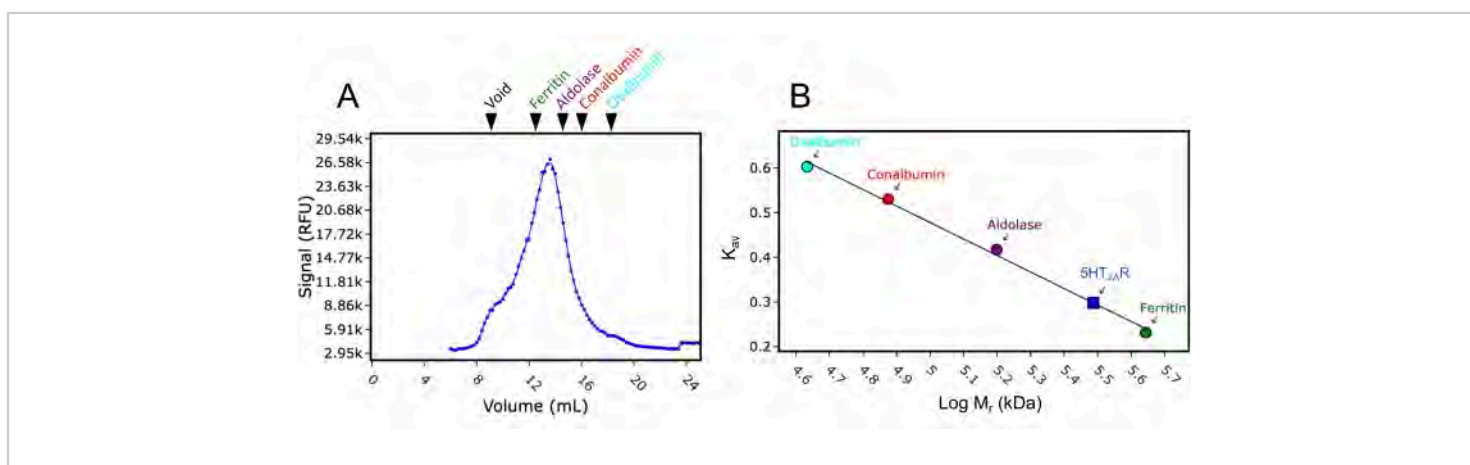 A
Void
Ferritin
Aldolase
Conalbumin
Ovalbumin
29.54k
26.58k
23.63k
20.68k
17.72k
14.77k
11.81k
8.86k
5.91k
2.95k
Signal (RFU)
0 4 8 12 16 20 24
Volume (mL)
B
Ovalbumin
Conalbumin
Aldolase
Ferritin
0.6
0.5
0.4
0.3
0.2
K av
4.6 4.7 4.8 4.9 5 5.1 5.2 5.3 5.4 5.5 5.6 5.7
Log Mr (kDa)